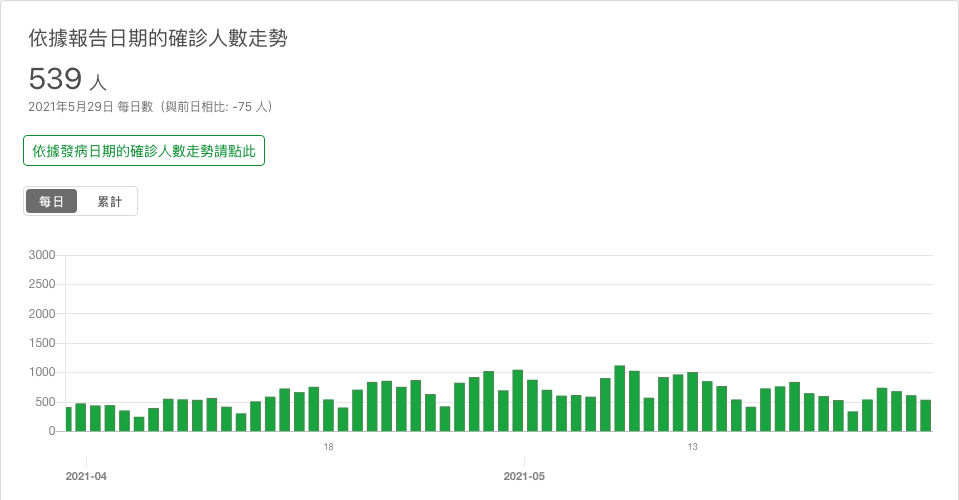 依據報告日期的確診人數走勢
539 人
2021年5月29日 每日數（與前日相比: -75 人）
依據發病日期的確診人數走勢請點此
每日 累計
3000
2500
2000
1500
1000
500
0
18 13
2021-04 2021-05